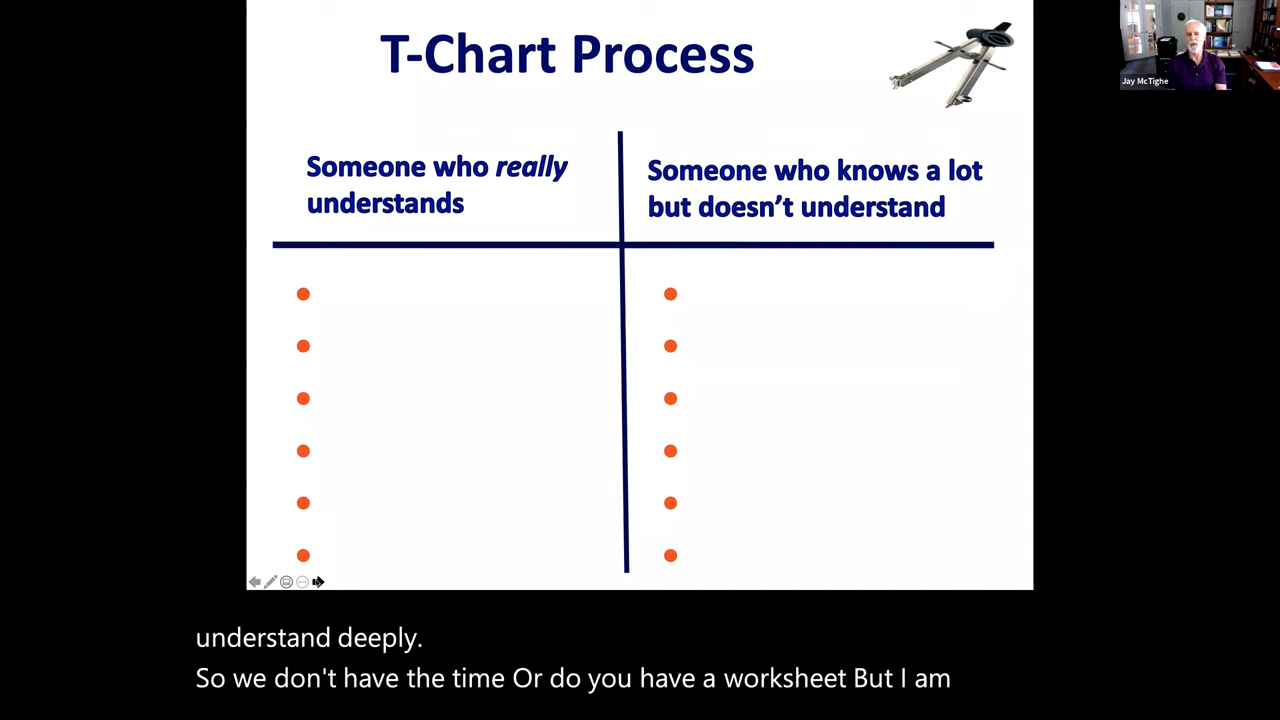 T-Chart Process
Jay McTighe
Someone who really
understands
Someone who knows a lot
but doesn't understand
understand deeply.
So we don't have the time Or do you have a worksheet But I am